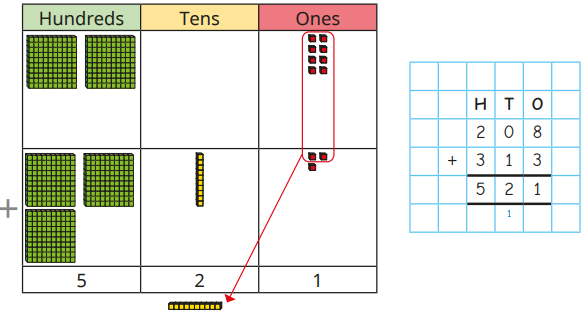 Hundreds Tens Ones
+
5 2 1
H T O
2 0 8
+ 3 1 3
5 2 1
1